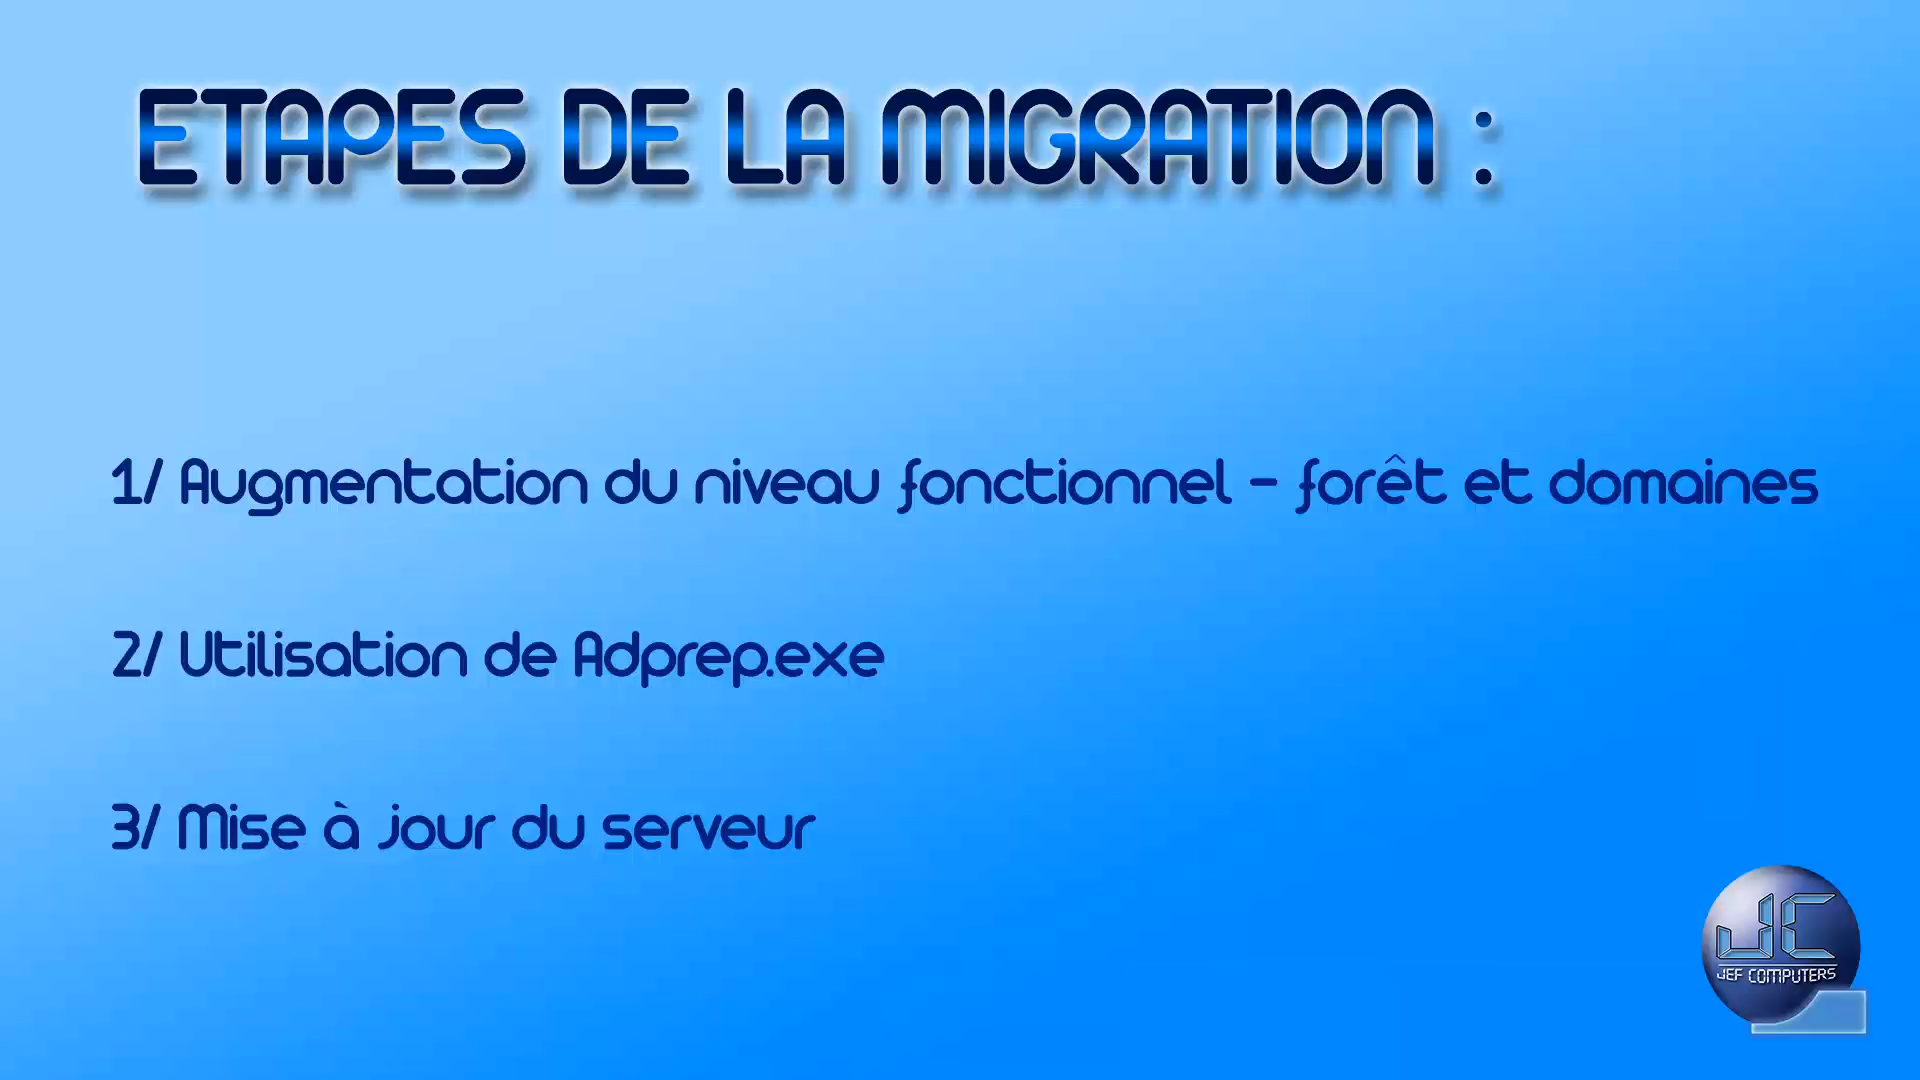 ETAPES DE LA MIGRATION :
1/ Augmentation du niveau fonctionnel - forêt et domaines
2/ Utilisation de Adprep.exe
3/ Mise à jour du serveur
JC
JEF COMPUTERS